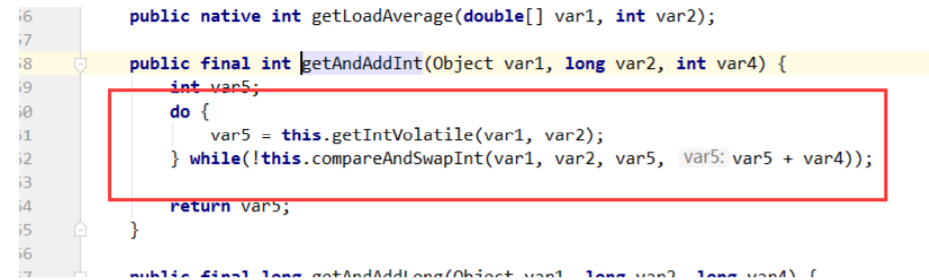 56 public native int getLoadAverage(double[] var1, int var2);
57
58 public final int getAndAddInt(Object var1, long var2, int var4) {
59 int var5;
60 do {
61 var5 = this.getIntVolatile(var1, var2);
62 } while(!this.compareAndSwapInt(var1, var2, var5, var5: var5 + var4));
63
64 return var5;
65 }
66
67 public final long getAndAddLong(Object var1, long var2, long var4) {